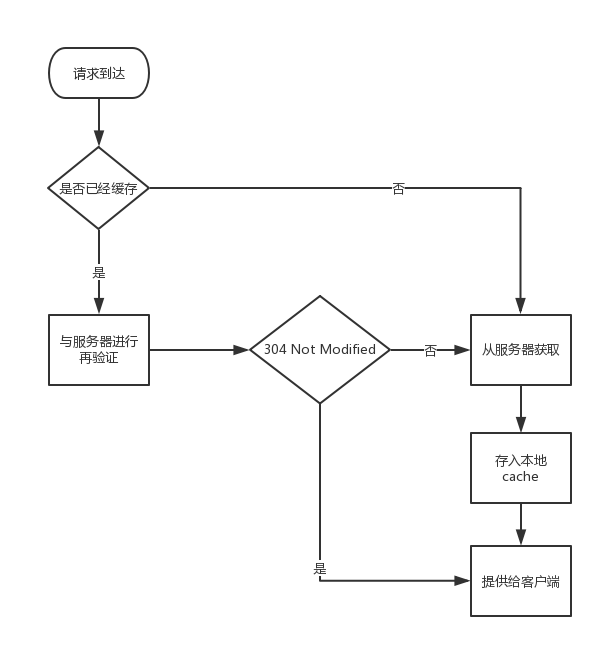 请求到达
是否已经缓存
否
是
与服务器进行
再验证
304 Not Modified
否
从服务器获取
存入本地
cache
是
提供给客户端